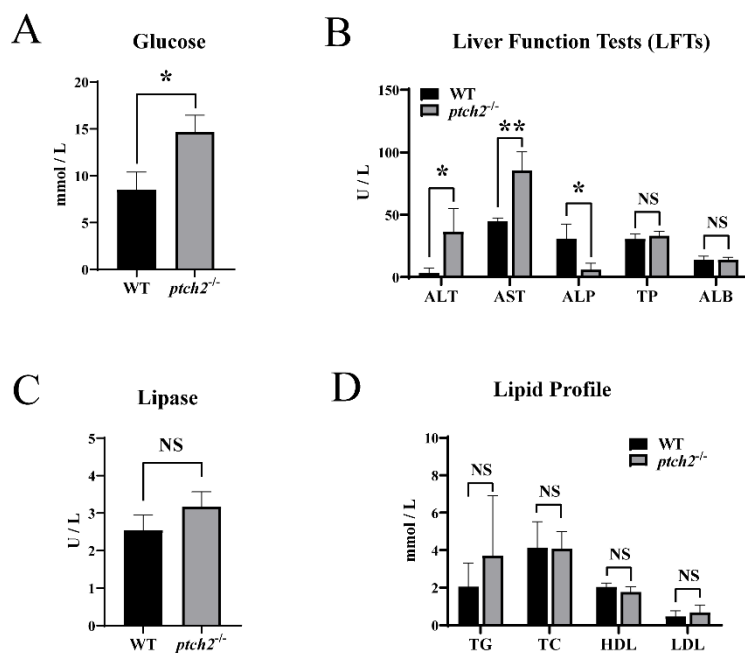 A
Glucose
mmol / L
20
15
10
5
0
*
WT
ptch2-/-
B
Liver Function Tests (LFTs)
WT
ptch2-/-
U / L
150
100
50
0
*
**
*
NS
NS
ALT AST ALP TP ALB
C
Lipase
U / L
5
4
3
2
1
0
NS
WT
ptch2-/-
D
Lipid Profile
WT
ptch2-/-
mmol / L
10
8
6
4
2
0
NS
NS
NS
NS
TG TC HDL LDL